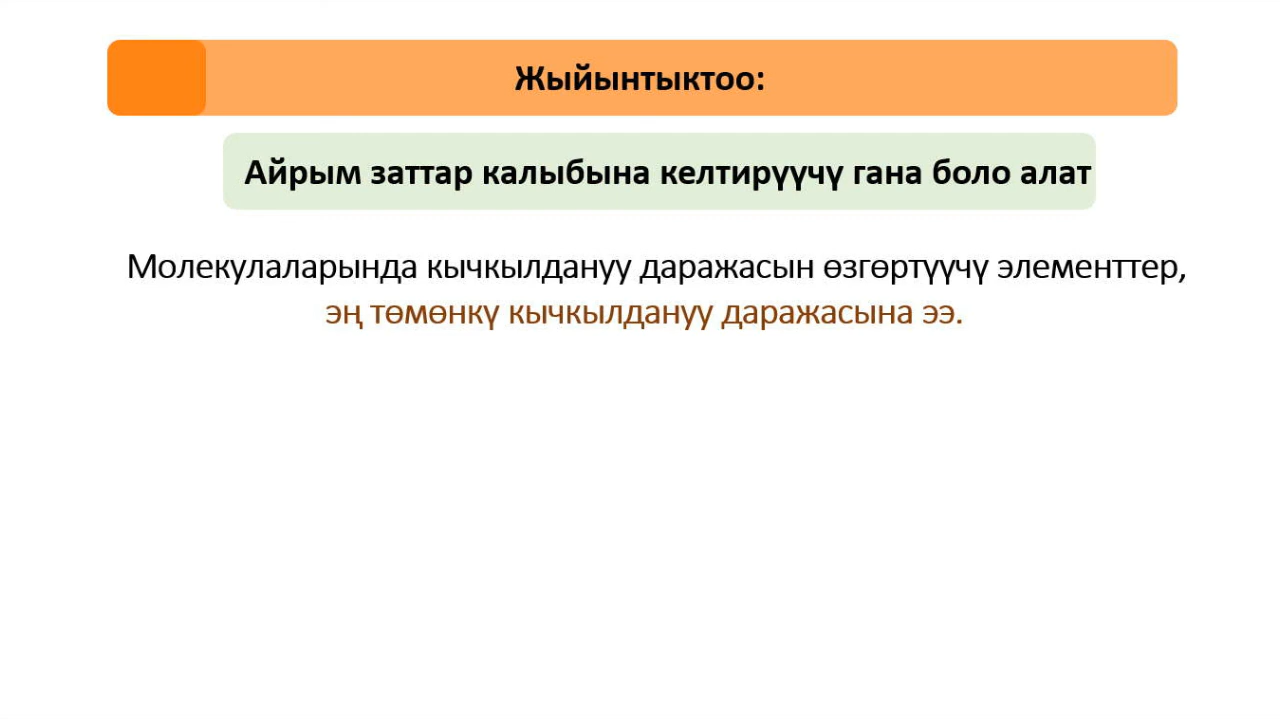 Жыйынтыктоо:
Айрым заттар калыбына келтирүүчү гана боло алат
Молекулаларында кычкылдануу даражасын өзгөртүүчү элементтер,
эң төмөнкү кычкылдануу даражасына ээ.